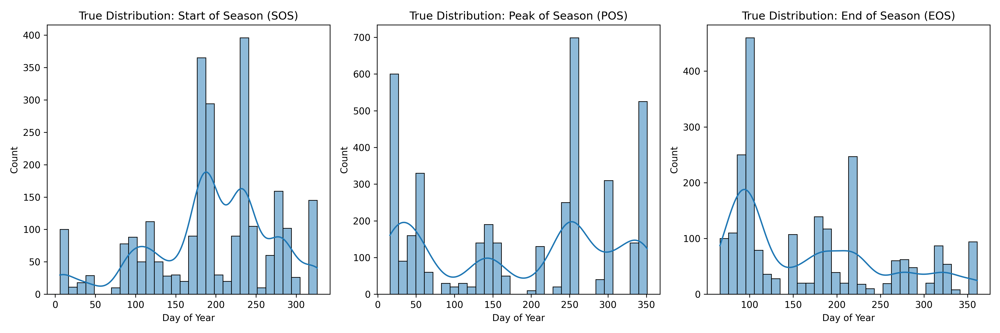 True Distribution: Start of Season (SOS)
400
350
300
250
200
150
100
50
0
Count
0 50 100 150 200 250 300
Day of Year
True Distribution: Peak of Season (POS)
700
600
500
400
300
200
100
0
Count
0 50 100 150 200 250 300 350
Day of Year
True Distribution: End of Season (EOS)
400
300
200
100
0
Count
100 150 200 250 300 350
Day of Year